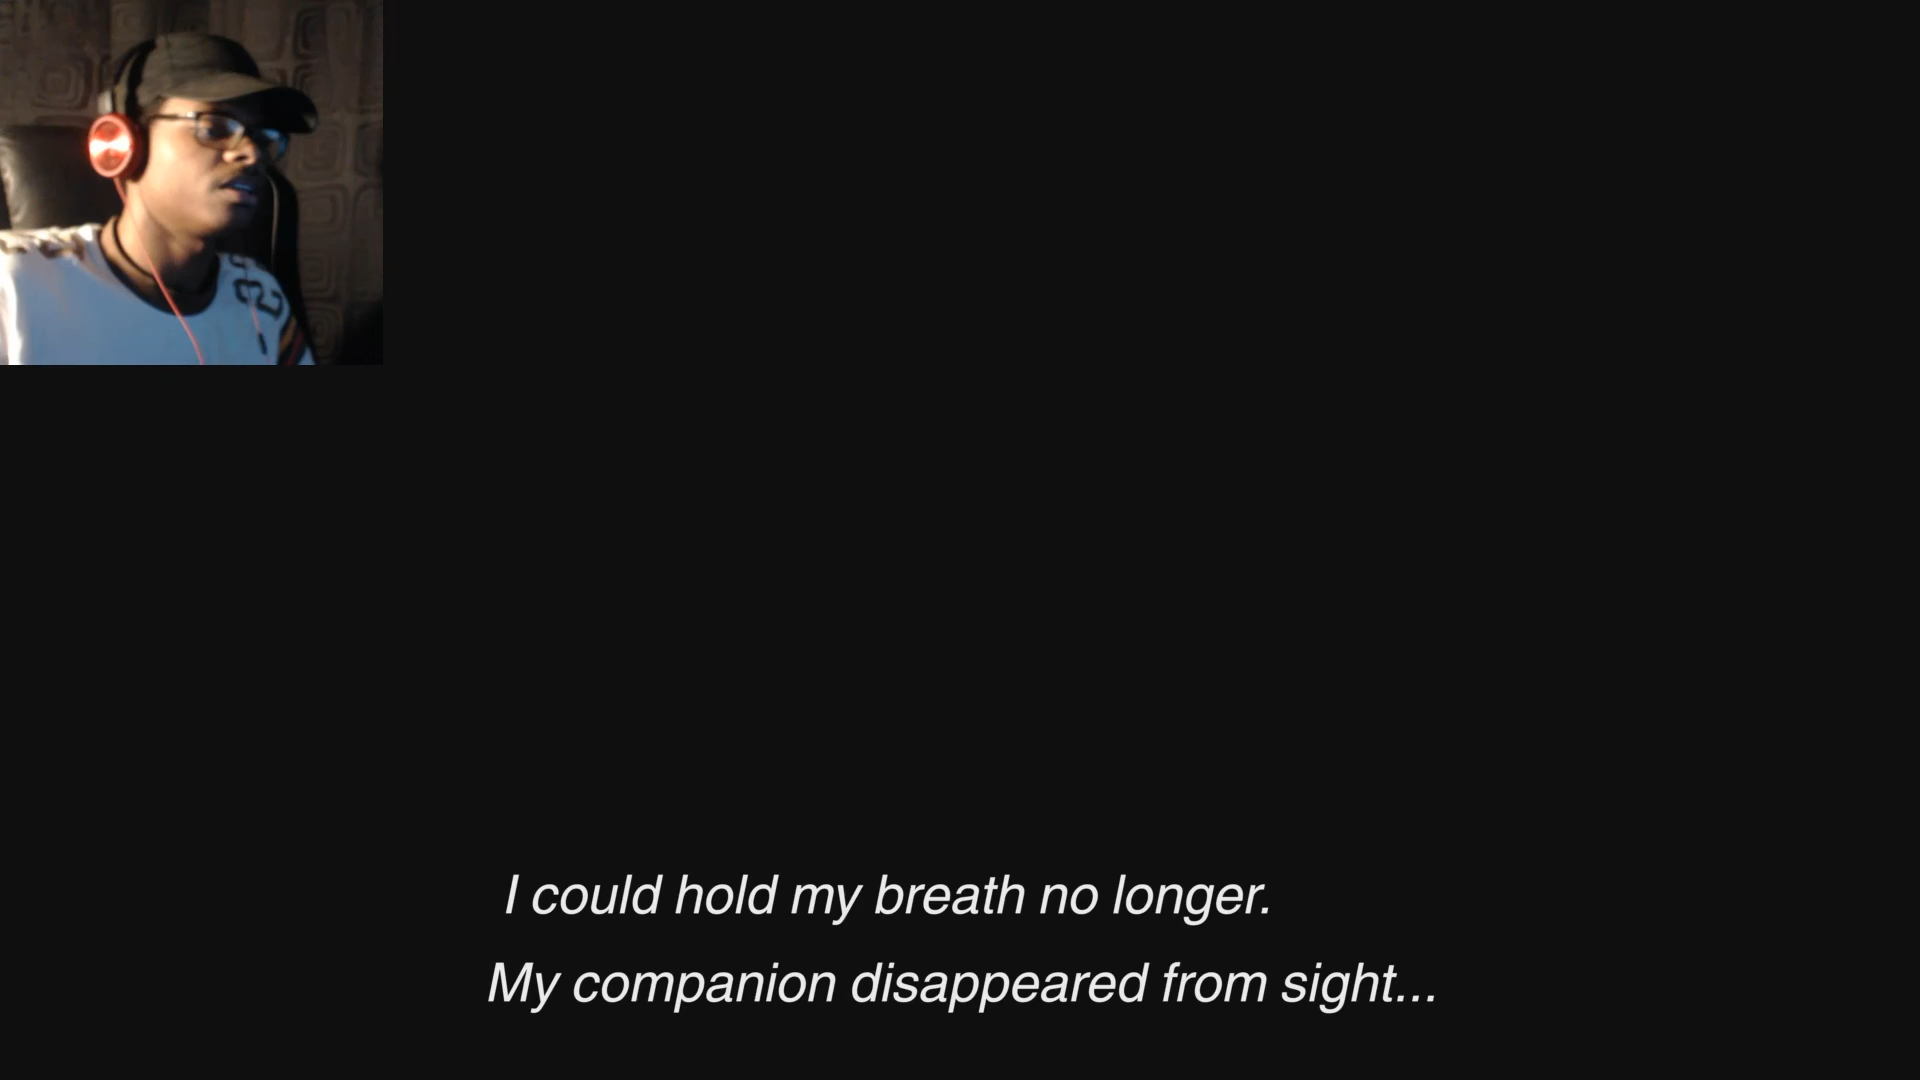 I could hold my breath no longer.
My companion disappeared from sight...